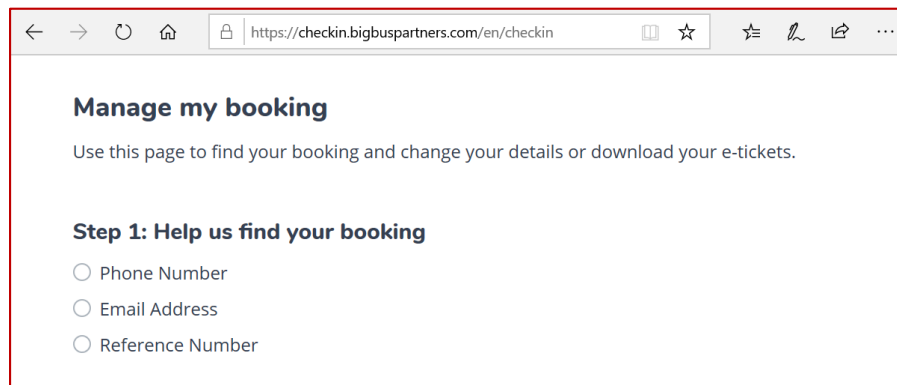 https://checkin.bigbuspartners.com/en/checkin
Manage my booking
Use this page to find your booking and change your details or download your e-tickets.
Step 1: Help us find your booking
Phone Number
Email Address
Reference Number